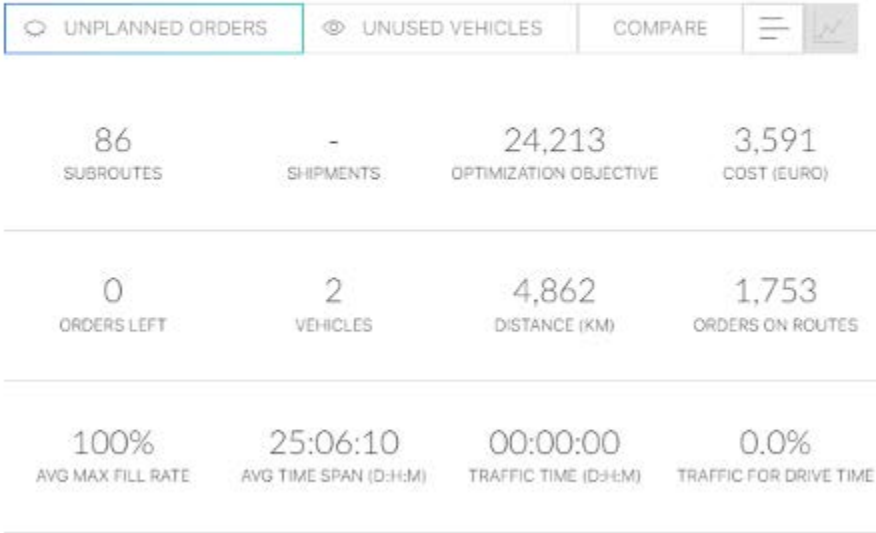 UNPLANNED ORDERS UNUSED VEHICLES COMPARE
86 - 24,213 3,591
SUBROUTES SHIPMENTS OPTIMIZATION OBJECTIVE COST (EURO)
0 2 4,862 1,753
ORDERS LEFT VEHICLES DISTANCE (KM) ORDERS ON ROUTES
100% 25:06:10 00:00:00 0.0%
AVG MAX FILL RATE AVG TIME SPAN (D:H:M) TRAFFIC TIME (D:H:M) TRAFFIC FOR DRIVE TIME